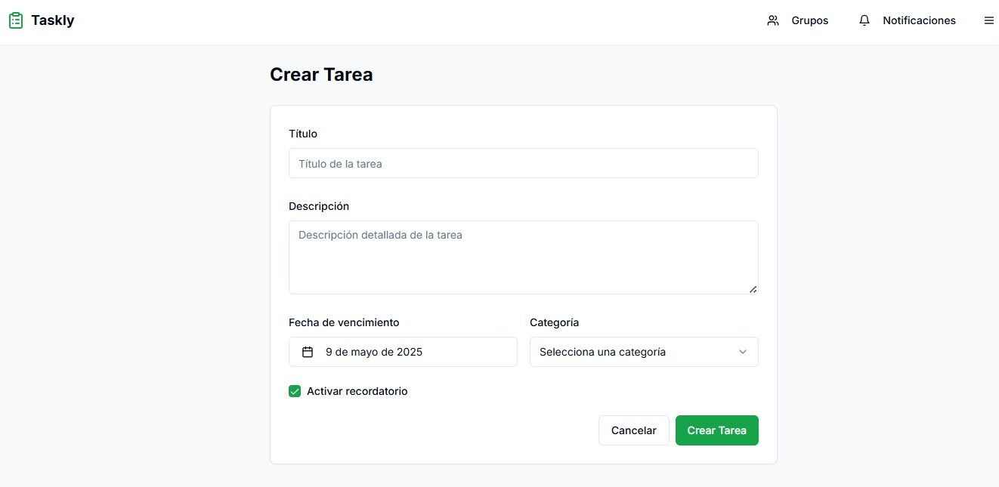 Taskly
Grupos
Notificaciones
Crear Tarea
Título
Título de la tarea
Descripción
Descripción detallada de la tarea
Fecha de vencimiento
Categoría
9 de mayo de 2025
Selecciona una categoría
Activar recordatorio
Cancelar
Crear Tarea